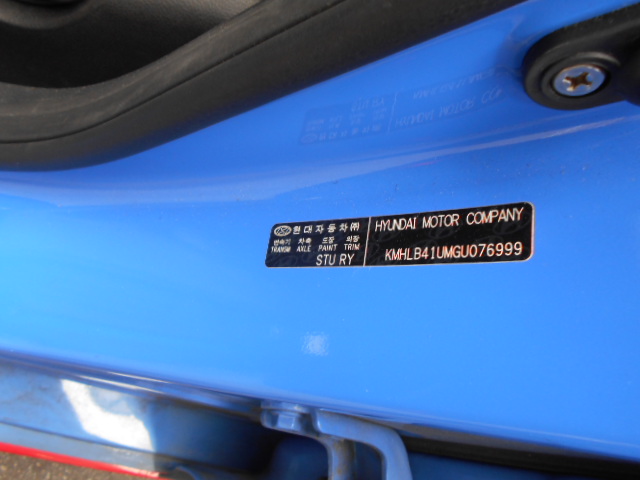 현대자동차㈜
변속기 차축 도장 의장
TRANSM AXLE PAINT TRIM
STU RY
HYUNDAI MOTOR COMPANY
KMHLB41UMGU076999